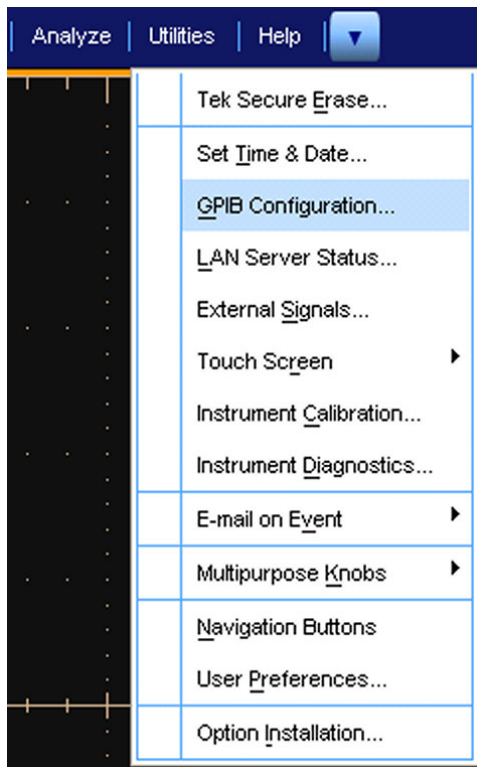 Analyze | Utilities | Help
Tek Secure Erase...
Set Time & Date...
GPIB Configuration...
LAN Server Status...
External Signals...
Touch Screen
Instrument Calibration...
Instrument Diagnostics...
E-mail on Event
Multipurpose Knobs
Navigation Buttons
User Preferences...
Option Installation...